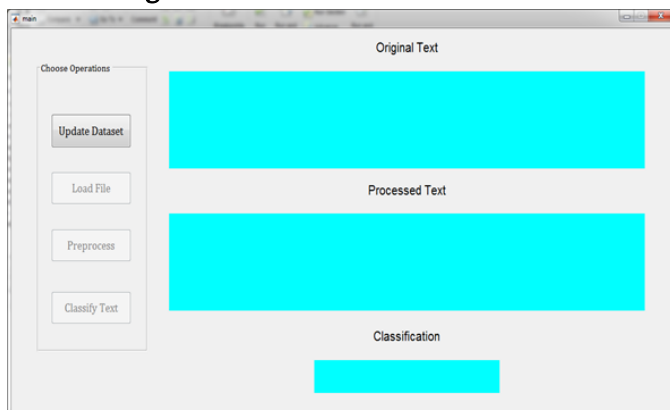 main
Original Text
Choose Operations
Update Dataset
Load File
Processed Text
Preprocess
Classify Text
Classification